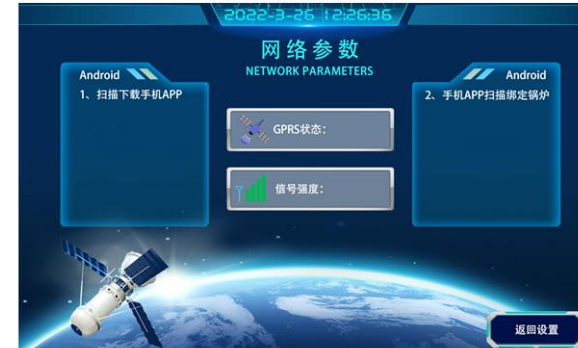 2022-3-26 12:26:36
网络参数
NETWORK PARAMETERS
Android
1、扫描下载手机APP
Android
2、手机APP扫描绑定锅炉
GPRS状态：
信号强度：
返回设置